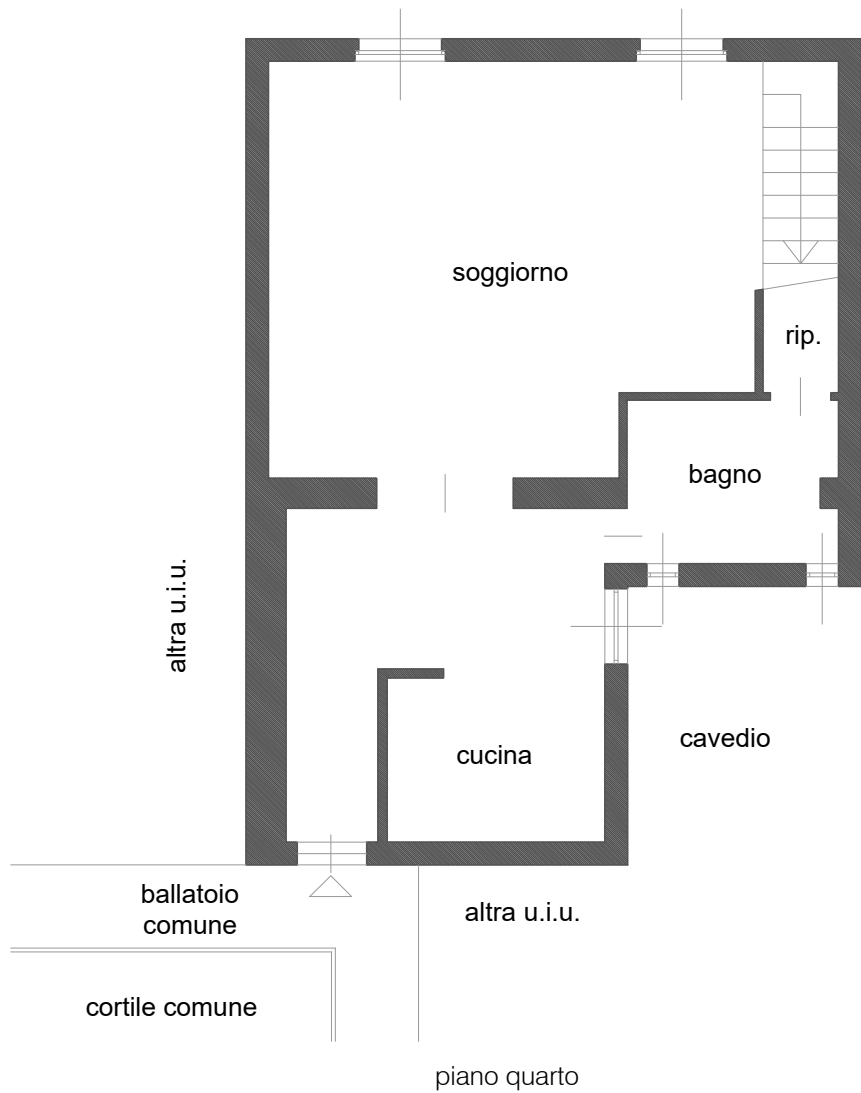 soggiorno
rip.
bagno
altra u.i.u.
cucina
cavedio
ballatoio
comune
altra u.i.u.
cortile comune
piano quarto